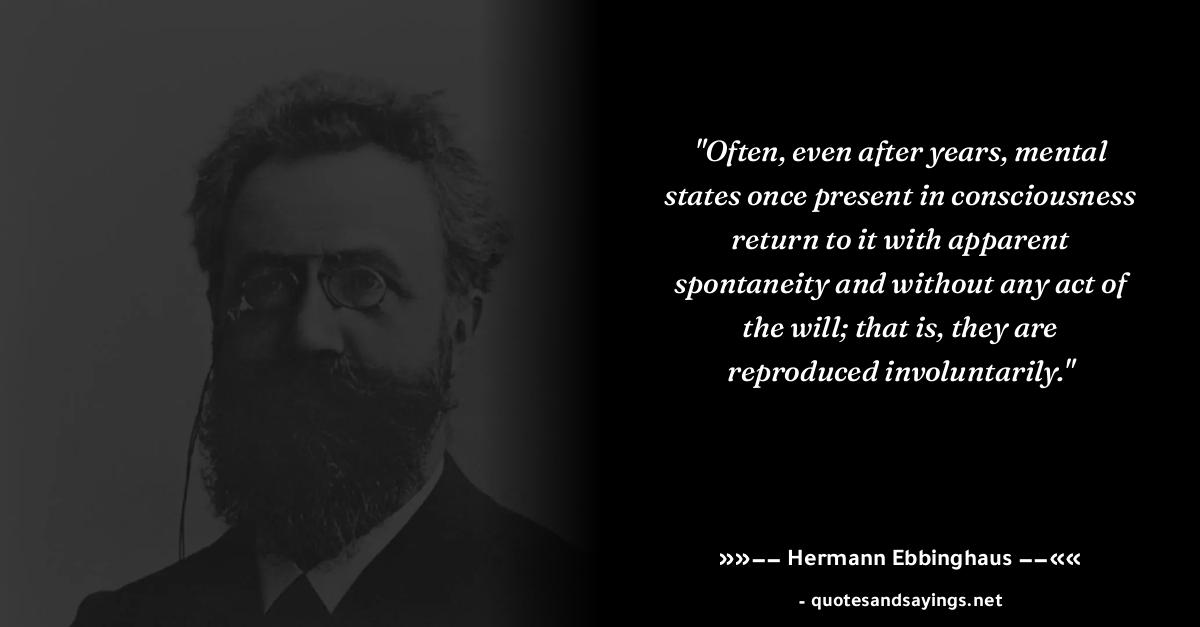 "Often, even after years, mental
states once present in consciousness
return to it with apparent
spontaneity and without any act of
the will; that is, they are
reproduced involuntarily."
»»–– Hermann Ebbinghaus ––««
- quotesandsayings.net